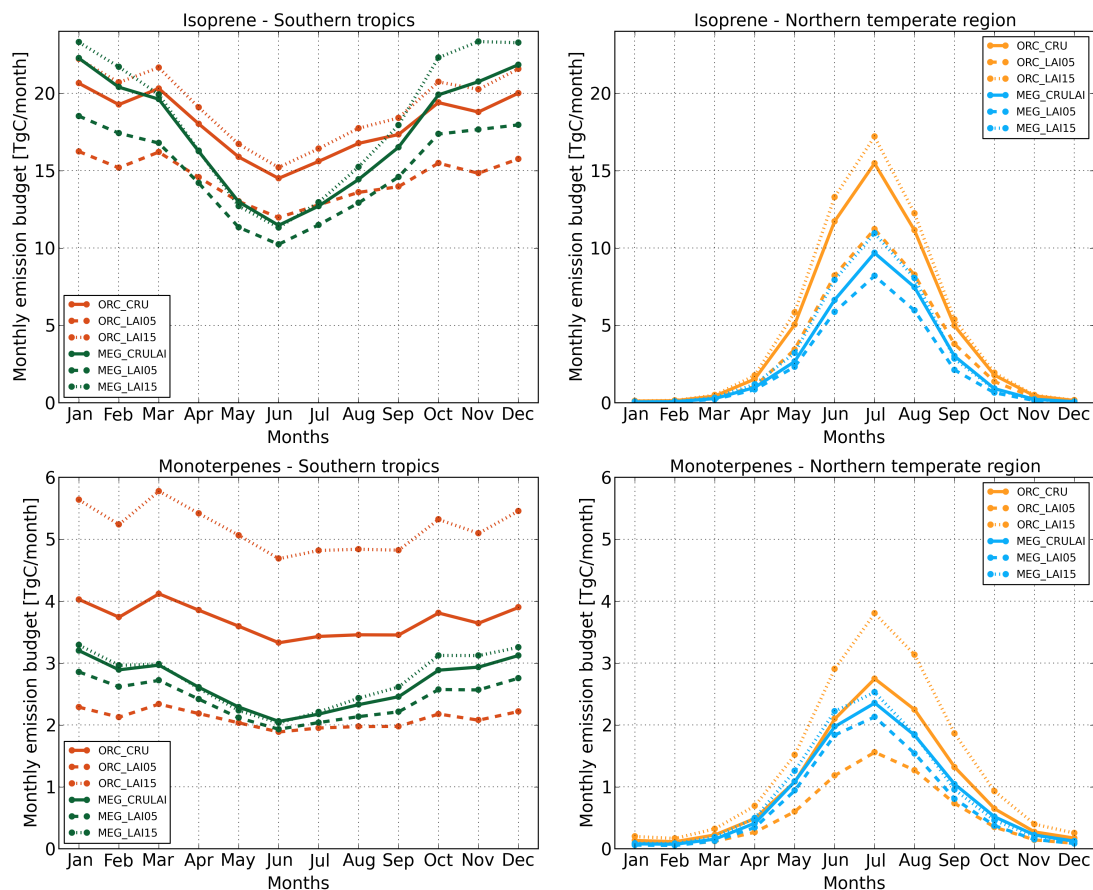 Isoprene - Southern tropics
Monthly emission budget [TgC/month]
20
15
10
5
0
ORC_CRU
ORC_LAI05
ORC_LAI15
MEG_CRULAI
MEG_LAI05
MEG_LAI15
Jan Feb Mar Apr May Jun Jul Aug Sep Oct Nov Dec
Months
Isoprene - Northern temperate region
Monthly emission budget [TgC/month]
20
15
10
5
0
ORC_CRU
ORC_LAI05
ORC_LAI15
MEG_CRULAI
MEG_LAI05
MEG_LAI15
Jan Feb Mar Apr May Jun Jul Aug Sep Oct Nov Dec
Months
Monoterpenes - Southern tropics
Monthly emission budget [TgC/month]
6
5
4
3
2
1
0
ORC_CRU
ORC_LAI05
ORC_LAI15
MEG_CRULAI
MEG_LAI05
MEG_LAI15
Jan Feb Mar Apr May Jun Jul Aug Sep Oct Nov Dec
Months
Monoterpenes - Northern temperate region
Monthly emission budget [TgC/month]
6
5
4
3
2
1
0
ORC_CRU
ORC_LAI05
ORC_LAI15
MEG_CRULAI
MEG_LAI05
MEG_LAI15
Jan Feb Mar Apr May Jun Jul Aug Sep Oct Nov Dec
Months